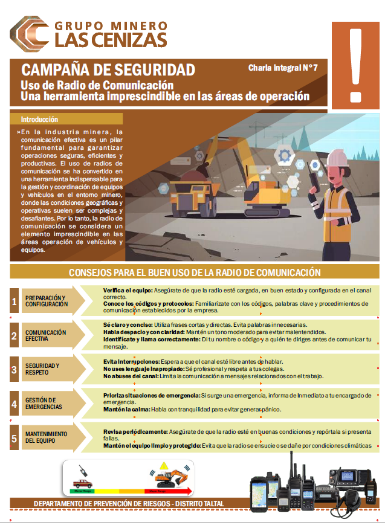 GRUPO MINERO
LAS CENIZAS
CAMPAÑA DE SEGURIDAD
Charla Integral N°7
Uso de Radio de Comunicación
Una herramienta imprescindible en las áreas de operación
!
Introducción
En la industria minera, la
comunicación efectiva es un pilar
fundamental para garantizar
operaciones seguras, eficientes y
productivas. El uso de radios de
comunicación se ha convertido en
una herramienta indispensable para
la gestión y coordinación de equipos
y vehículos en el entorno minero,
donde las condiciones geográficas y
operativas suelen ser complejas y
desafiantes. Por lo tanto, la radio de
comunicación se considera un
elemento imprescindible en las
áreas operación de vehículos y
equipos.
CONSEJOS PARA EL BUEN USO DE LA RADIO DE COMUNICACIÓN
1
PREPARACIÓN Y
CONFIGURACIÓN
Verifica el equipo: Asegúrate de que la radio esté cargada, en buen estado y configurada en el canal
correcto.
Conoce los códigos y protocolos: Familiarízate con los códigos, palabras clave y procedimientos de
comunicación establecidos por la empresa.
2
COMUNICACIÓN
EFECTIVA
Sé claro y conciso: Utiliza frases cortas y directas. Evita palabras innecesarias.
Habla despacio y con claridad: Mantén un tono moderado para evitar malentendidos.
Identifícate y llama correctamente: Di tu nombre o código y a quién te diriges antes de comunicar tu
mensaje.
3
SEGURIDAD Y
RESPETO
Evita interrupciones: Espera a que el canal esté libre antes de hablar.
No uses lenguaje inapropiado: Sé profesional y respeta a tus colegas.
No abuses del canal: Limita la comunicación a mensajes relacionados con el trabajo.
4
GESTIÓN DE
EMERGENCIAS
Prioriza situaciones de emergencia: Si surge una emergencia, informa de inmediato a tu encargado de
emergencia.
Mantén la calma: Habla con tranquilidad para evitar generar pánico.
5
MANTENIMIENTO
DEL EQUIPO
Revisa periódicamente: Asegúrate de que la radio esté en buenas condiciones y repórtala si presenta
fallas.
Mantén el equipo limpio y protegido: Evita que la radio se ensucie o se dañe por condiciones climáticas
DEPARTAMENTO DE PREVENCIÓN DE RIESGOS - DISTRITO TALTAL